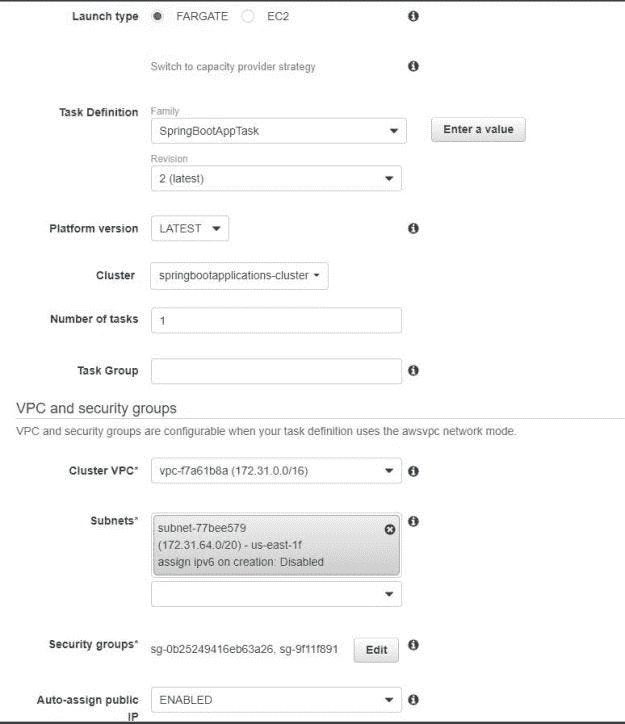 Launch type FARGATE EC2
Switch to capacity provider strategy
Task Definition
Family
SpringBootAppTask
Enter a value
Revision
2 (latest)
Platform version LATEST
Cluster springbootapplications-cluster
Number of tasks 1
Task Group
VPC and security groups
VPC and security groups are configurable when your task definition uses the awsvpc network mode.
Cluster VPC* vpc-f7a61b8a (172.31.0.0/16)
Subnets*
subnet-77bee579
(172.31.64.0/20) - us-east-1f
assign ipv6 on creation: Disabled
Security groups* sg-0b25249416eb63a26, sg-9f11f891 Edit
Auto-assign public IP ENABLED